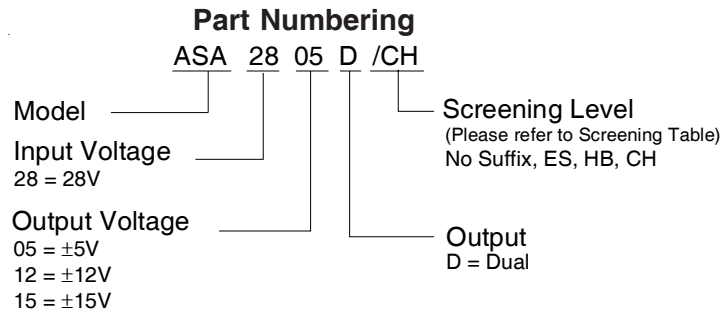 Part Numbering
ASA 28 05 D /CH
Model
Input Voltage
28 = 28V
Output Voltage
05 = ±5V
12 = ±12V
15 = ±15V
Screening Level
(Please refer to Screening Table)
No Suffix, ES, HB, CH
Output
D = Dual